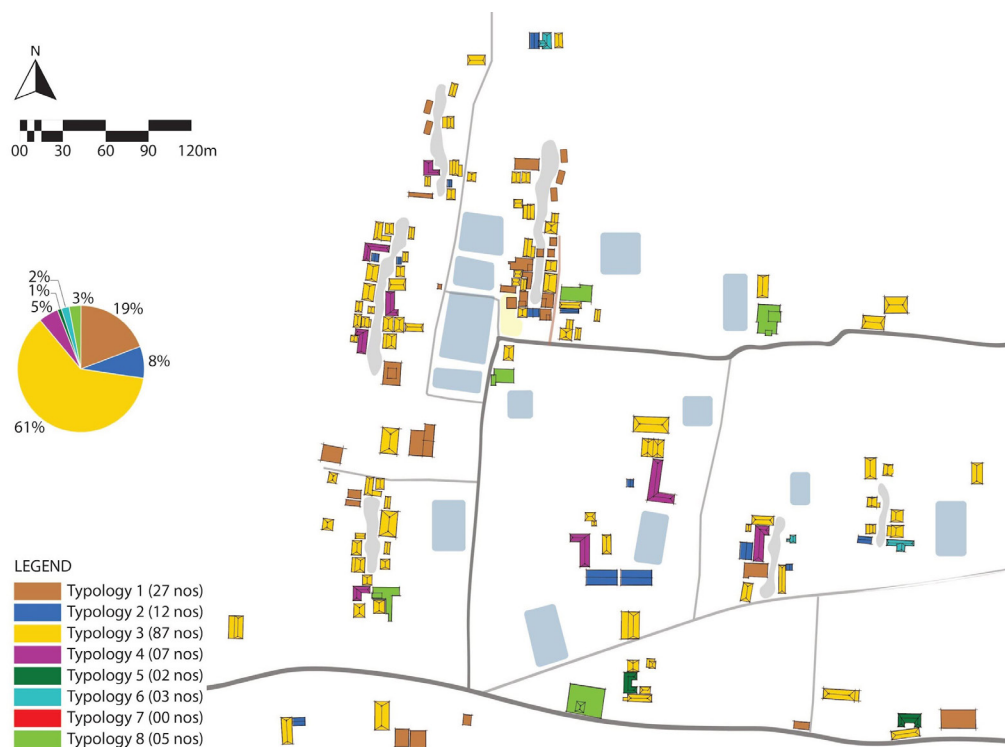 N
00 30 60 90 120m
2%
1%
5%
3%
19%
8%
61%
LEGEND
Typology 1 (27 nos)
Typology 2 (12 nos)
Typology 3 (87 nos)
Typology 4 (07 nos)
Typology 5 (02 nos)
Typology 6 (03 nos)
Typology 7 (00 nos)
Typology 8 (05 nos)